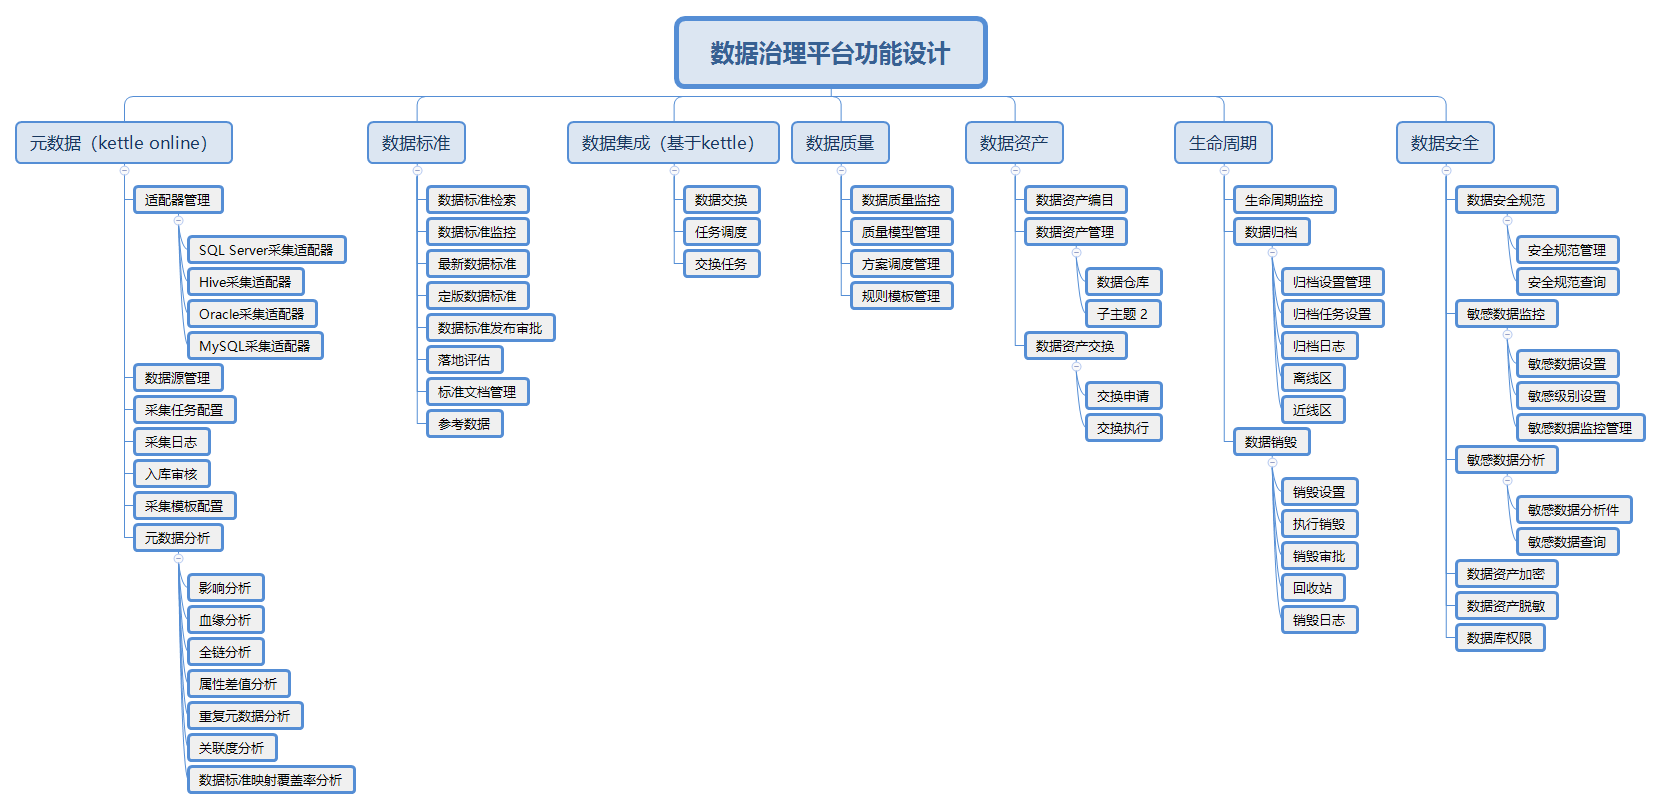 数据治理平台功能设计
元数据（kettle online）
适配器管理
SQL Server采集适配器
Hive采集适配器
Oracle采集适配器
MySQL采集适配器
数据源管理
采集任务配置
采集日志
入库审核
采集模板配置
元数据分析
影响分析
血缘分析
全链分析
属性差值分析
重复元数据分析
关联度分析
数据标准映射覆盖率分析
数据标准
数据标准检索
数据标准监控
最新数据标准
定版数据标准
数据标准发布审批
落地评估
标准文档管理
参考数据
数据集成（基于kettle）
数据交换
任务调度
交换任务
数据质量
数据质量监控
质量模型管理
方案调度管理
规则模板管理
数据资产
数据资产编目
数据资产管理
数据仓库
子主题 2
数据资产交换
交换申请
交换执行
生命周期
生命周期监控
数据归档
归档设置管理
归档任务设置
归档日志
离线区
近线区
数据销毁
销毁设置
执行销毁
销毁审批
回收站
销毁日志
数据安全
数据安全规范
安全规范管理
安全规范查询
敏感数据监控
敏感数据设置
敏感级别设置
敏感数据监控管理
敏感数据分析
敏感数据分析件
敏感数据查询
数据资产加密
数据资产脱敏
数据库权限